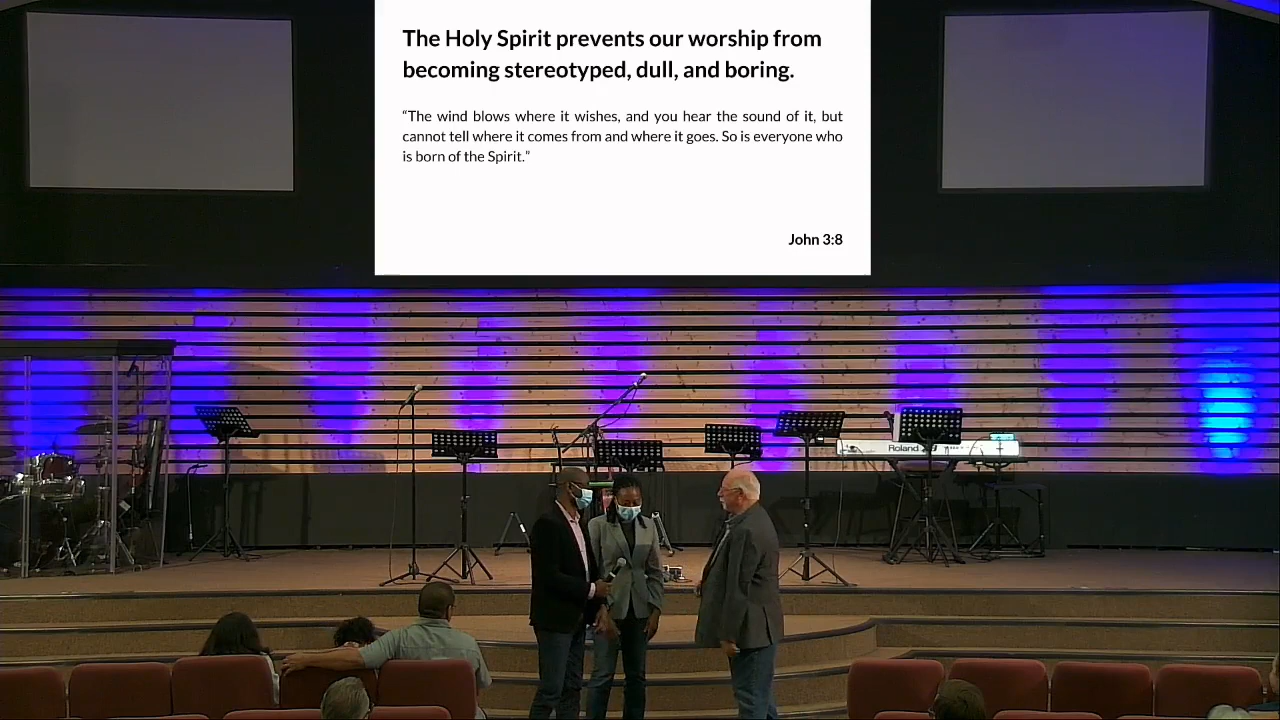 The Holy Spirit prevents our worship from
becoming stereotyped, dull, and boring.
“The wind blows where it wishes, and you hear the sound of it, but
cannot tell where it comes from and where it goes. So is everyone who
is born of the Spirit.”
John 3:8
Roland